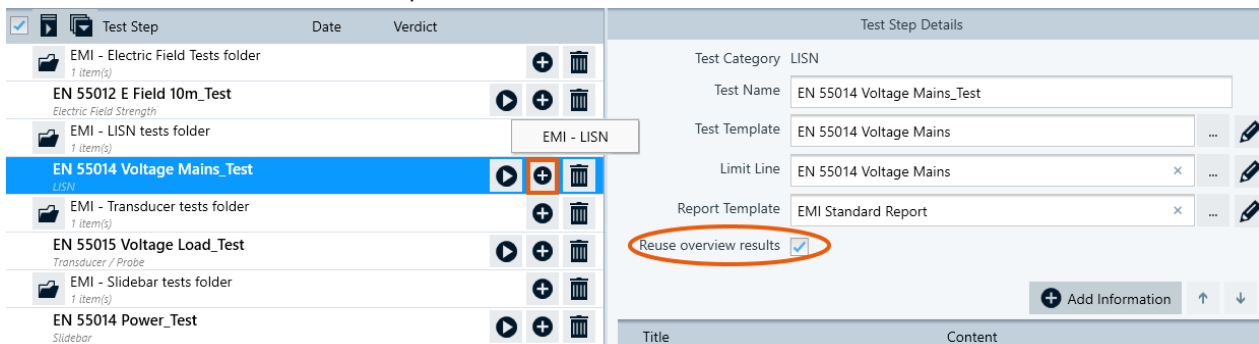 Test Step Date Verdict
EMI - Electric Field Tests folder
1 item(s)
EN 55012 E Field 10m_Test
Electric Field Strength
EMI - LISN tests folder
1 item(s)
EMI - LISN
EN 55014 Voltage Mains_Test
LISN
EMI - Transducer tests folder
1 item(s)
EN 55015 Voltage Load_Test
Transducer / Probe
EMI - Slidebar tests folder
1 item(s)
EN 55014 Power_Test
Slidebar
Test Step Details
Test Category LISN
Test Name EN 55014 Voltage Mains_Test
Test Template EN 55014 Voltage Mains ...
Limit Line EN 55014 Voltage Mains × ...
Report Template EMI Standard Report × ...
Reuse overview results
Add Information
Title Content